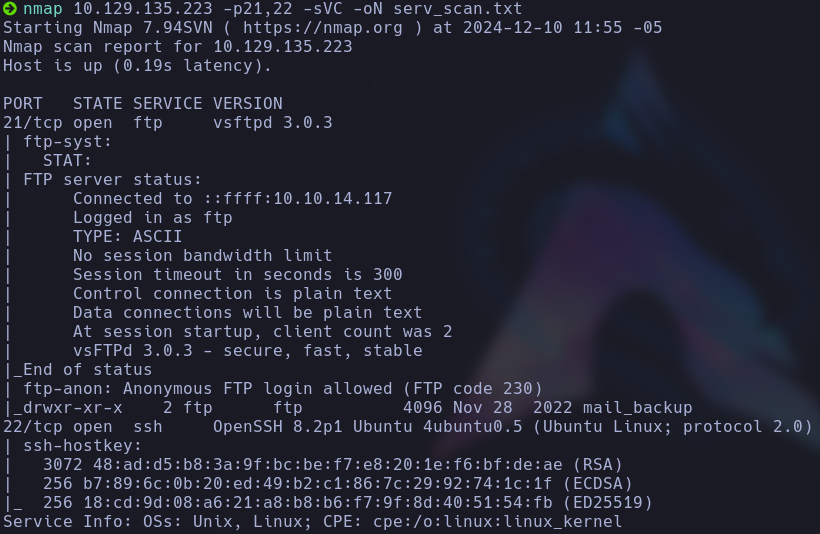 nmap 10.129.135.223 -p21,22 -sVC -oN serv_scan.txt
Starting Nmap 7.94SVN ( https://nmap.org ) at 2024-12-10 11:55 -05
Nmap scan report for 10.129.135.223
Host is up (0.19s latency).

PORT   STATE SERVICE VERSION
21/tcp open  ftp     vsftpd 3.0.3
| ftp-syst:
|   STAT:
| FTP server status:
|      Connected to ::ffff:10.10.14.117
|      Logged in as ftp
|      TYPE: ASCII
|      No session bandwidth limit
|      Session timeout in seconds is 300
|      Control connection is plain text
|      Data connections will be plain text
|      At session startup, client count was 2
|      vsFTPd 3.0.3 - secure, fast, stable
|_End of status
| ftp-anon: Anonymous FTP login allowed (FTP code 230)
|_drwxr-xr-x    2 ftp      ftp          4096 Nov 28  2022 mail_backup
22/tcp open  ssh     OpenSSH 8.2p1 Ubuntu 4ubuntu0.5 (Ubuntu Linux; protocol 2.0)
| ssh-hostkey:
|   3072 48:ad:d5:b8:3a:9f:bc:be:f7:e8:20:1e:f6:bf:de:ae (RSA)
|   256 b7:89:6c:0b:20:ed:49:b2:c1:86:7c:29:92:74:1c:1f (ECDSA)
|_  256 18:cd:9d:08:a6:21:a8:b8:b6:f7:9f:8d:40:51:54:fb (ED25519)
Service Info: OSs: Unix, Linux; CPE: cpe:/o:linux:linux_kernel